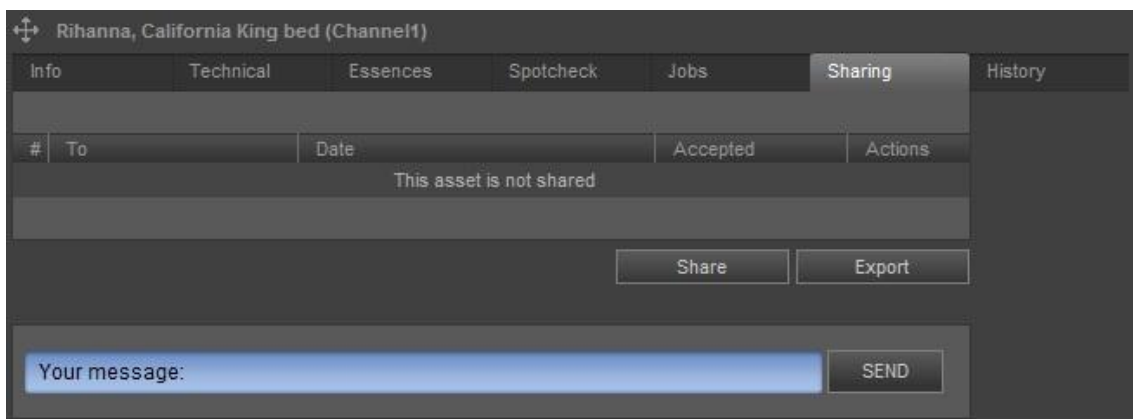 Rihanna, California King bed (Channel1)
Info Technical Essences Spotcheck Jobs Sharing History
# To Date Accepted Actions
This asset is not shared
Share Export
Your message: SEND